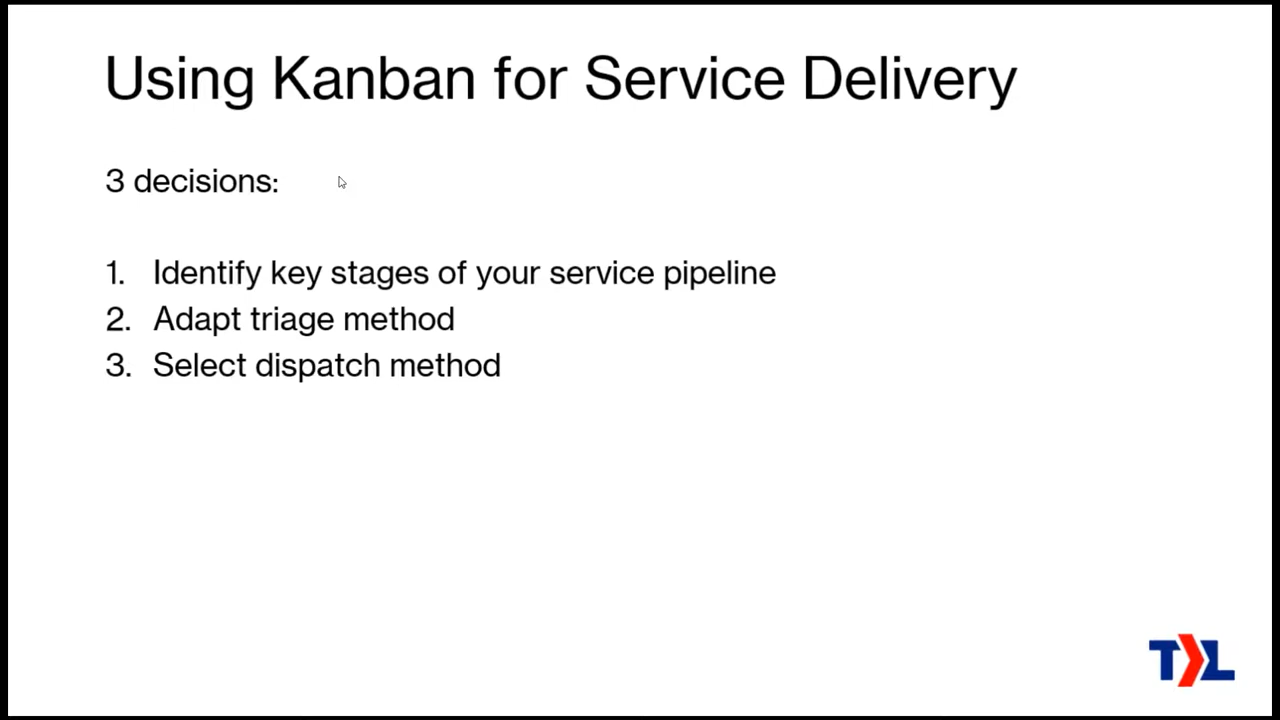 Using Kanban for Service Delivery
3 decisions:
1. Identify key stages of your service pipeline
2. Adapt triage method
3. Select dispatch method
T L